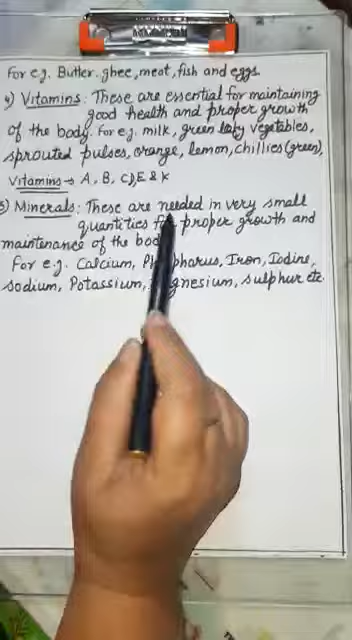 For e.g. Butter, ghee, meat, fish and eggs.
4) Vitamins: These are essential for maintaining
good health and proper growth
of the body. For e.g. milk, green leafy vegetables,
sprouted pulses, orange, lemon, chillies (green),
Vitamins → A, B, C, D, E & K
5) Minerals: These are needed in very small
quantities for proper growth and
maintenance of the body
For e.g. Calcium, Iron, Iodine,
Sodium, Potassium, sulphur etc.